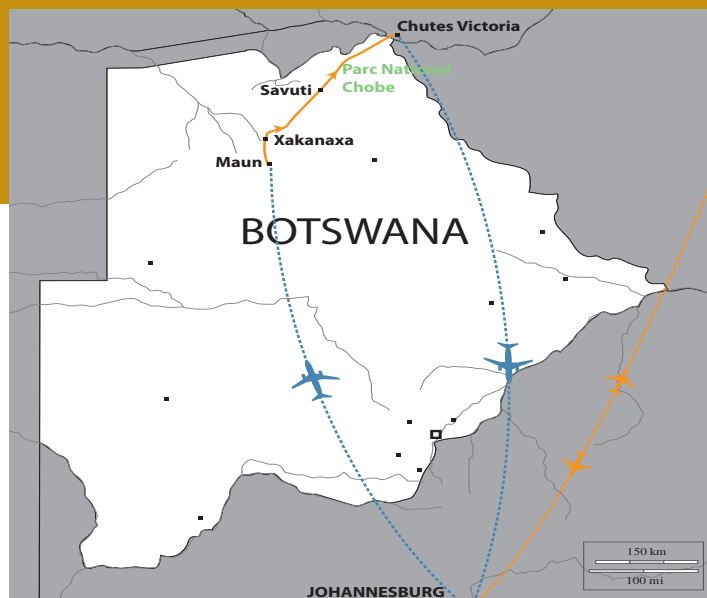 Chutes Victoria
Parc National
Chobe
Savuti
Xakanaxa
Maun
BOTSWANA
150 km
100 mi
JOHANNESBURG